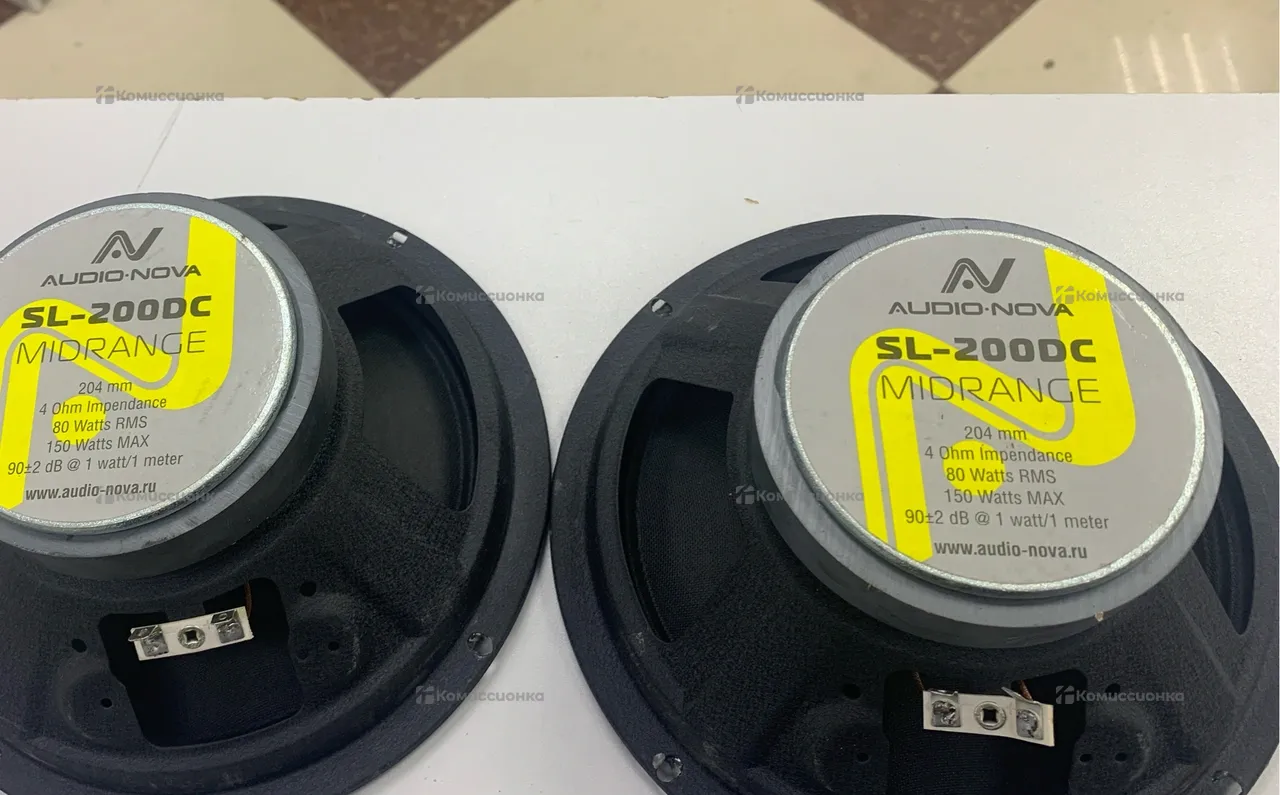 Комиссионка
Комиссионка
AUDIO·NOVA
SL-200DC
MIDRANGE
204 mm
4 Ohm Impendance
80 Watts RMS
150 Watts MAX
90±2 dB @ 1 watt/1 meter
www.audio-nova.ru
Комиссионка
Комиссионка
AUDIO·NOVA
Комиссионка
SL-200DC
MIDRANGE
204 mm
4 Ohm Impendance
80 Watts RMS
150 Watts MAX
90±2 dB @ 1 watt/1 meter
www.audio-nova.ru
Комиссионка
Комиссионка
Комиссионка